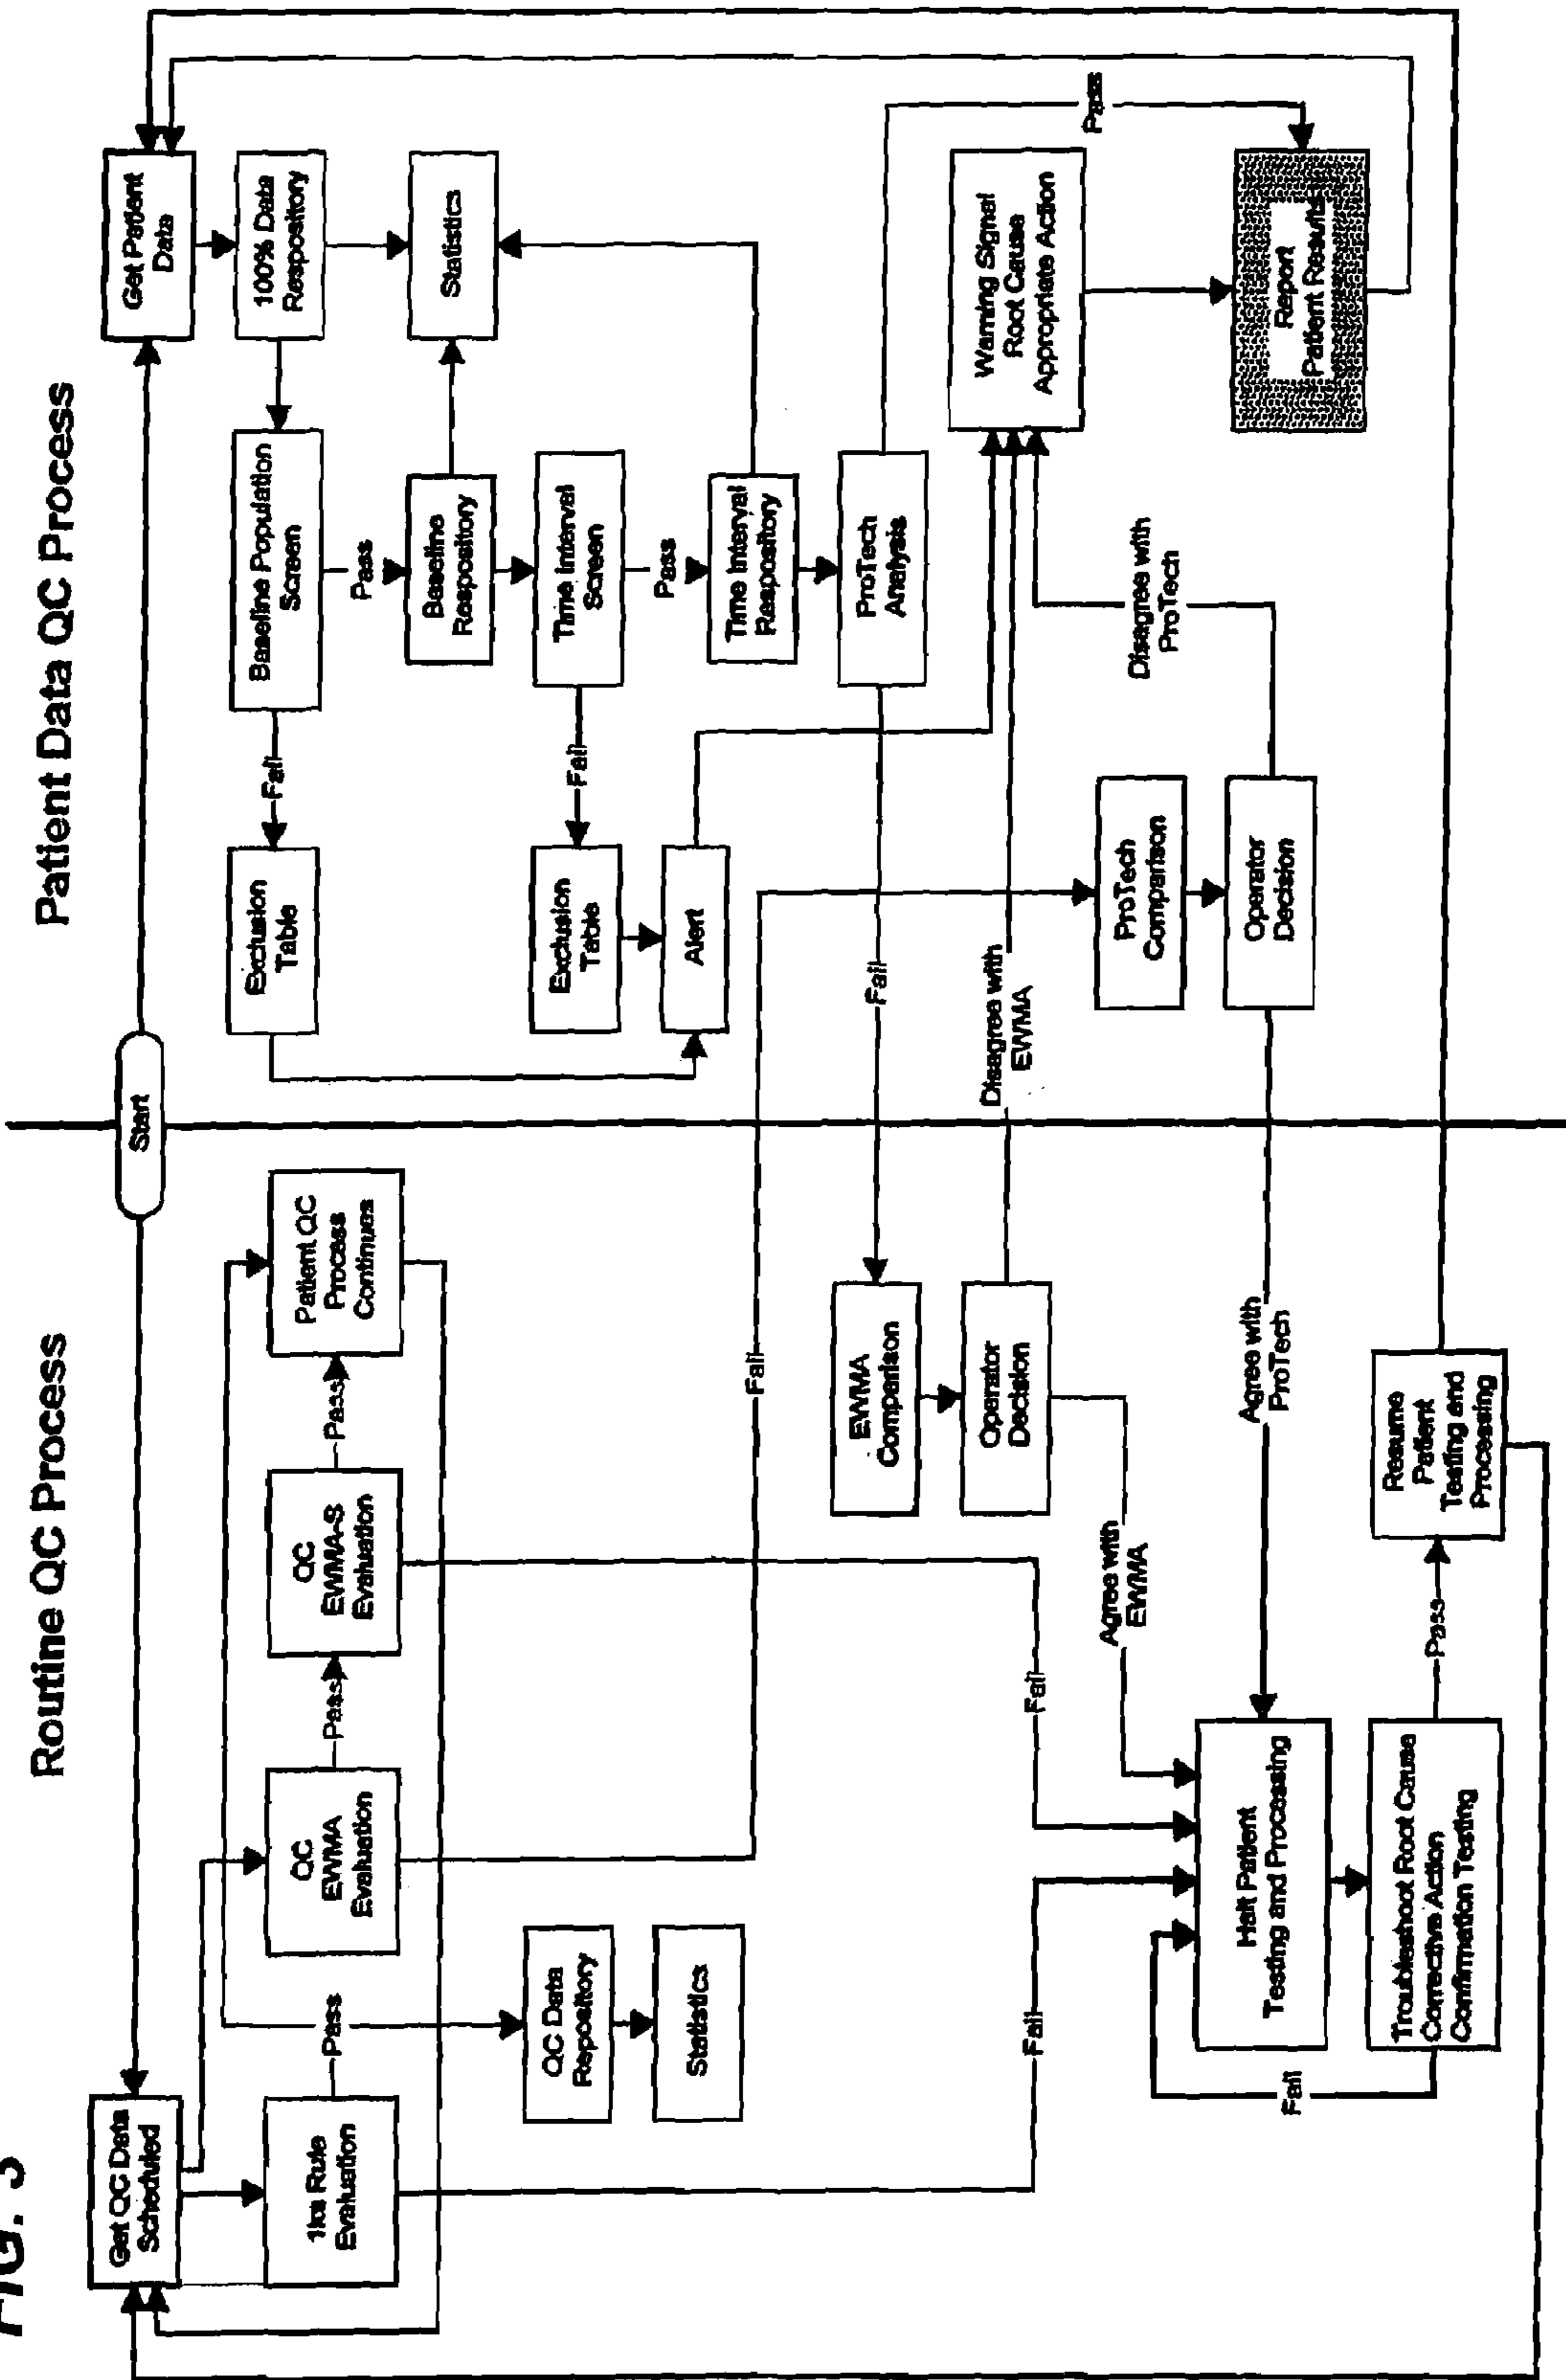 FIG.
Routine QC Process
Patient Data QC Process
Start
Get QC Data
Scheduled
1ks Rule
Evaluation
Pass
QC
EWMA
Evaluation
Pass
QC
EWMA-S
Evaluation
Pass
Patient QC
Process
Continues
QC Data
Repository
Statistics
Fail
Fail
Fail
EWMA
Comparison
Operator
Decision
Agree with
EWMA
Disagree with
EWMA
Halt Patient
Testing and Processing
Fail
Troubleshoot Root Cause
Corrective Action
Confirmation Testing
Pass
Resume
Patient
Testing and
Processing
Agree with
ProTech
Get Patient
Data
100% Data
Respository
Statistics
Baseline Population
Screen
Fail
Exclusion
Table
Pass
Baseline
Respository
Time Interval
Screen
Fail
Exclusion
Table
Alert
Pass
Time Interval
Respository
ProTech
Analysis
Fail
Pass
ProTech
Comparison
Operator
Decision
Disagree with
ProTech
Warning Signal
Root Cause
Appropriate Action
Report
Patient Results